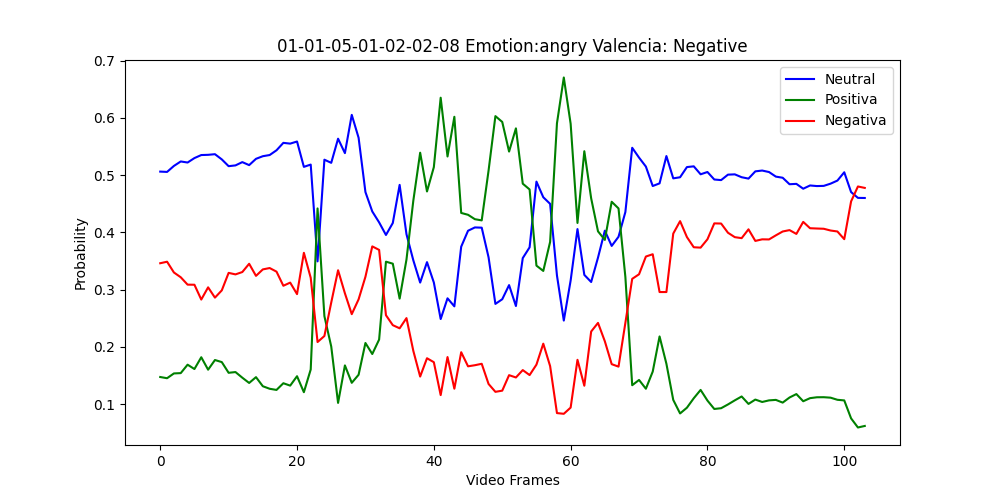 01-01-05-01-02-02-08 Emotion:angry Valencia: Negative
0.7
0.6
0.5
0.4
0.3
0.2
0.1
Probability
Neutral
Positiva
Negativa
0 20 40 60 80 100
Video Frames